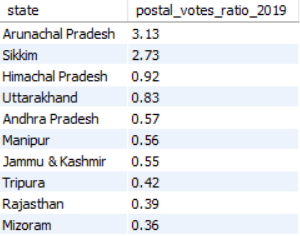 state postal_votes_ratio_2019
Arunachal Pradesh 3.13
Sikkim 2.73
Himachal Pradesh 0.92
Uttarakhand 0.83
Andhra Pradesh 0.57
Manipur 0.56
Jammu & Kashmir 0.55
Tripura 0.42
Rajasthan 0.39
Mizoram 0.36